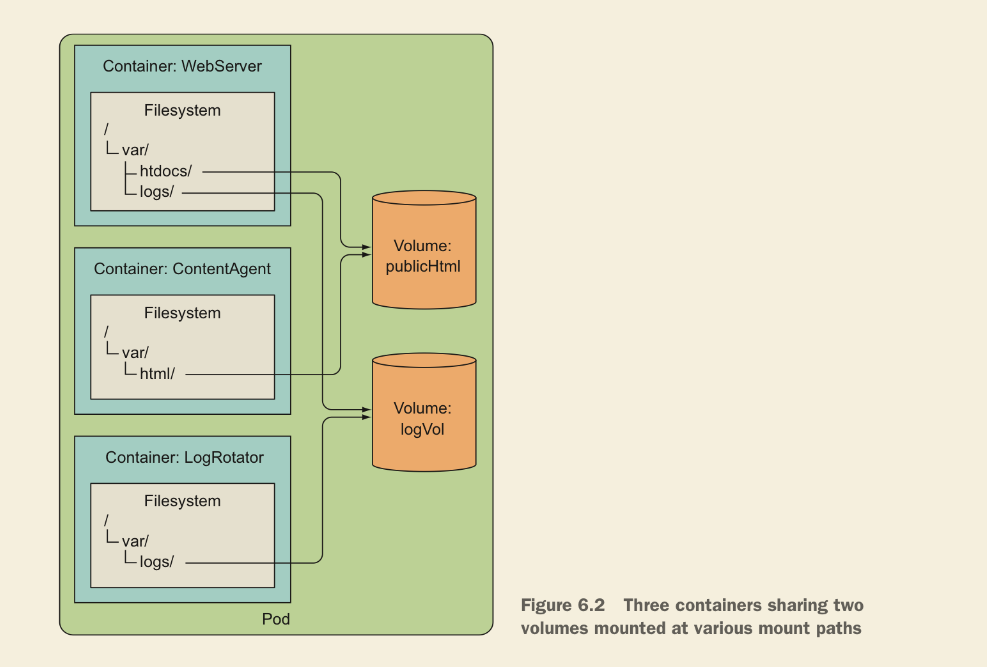 Container: WebServer
Filesystem
/
var/
htdocs/
logs/
Container: ContentAgent
Filesystem
/
var/
html/
Container: LogRotator
Filesystem
/
var/
logs/
Pod
Volume:
publicHtml
Volume:
logVol
Figure 6.2 Three containers sharing two
volumes mounted at various mount paths